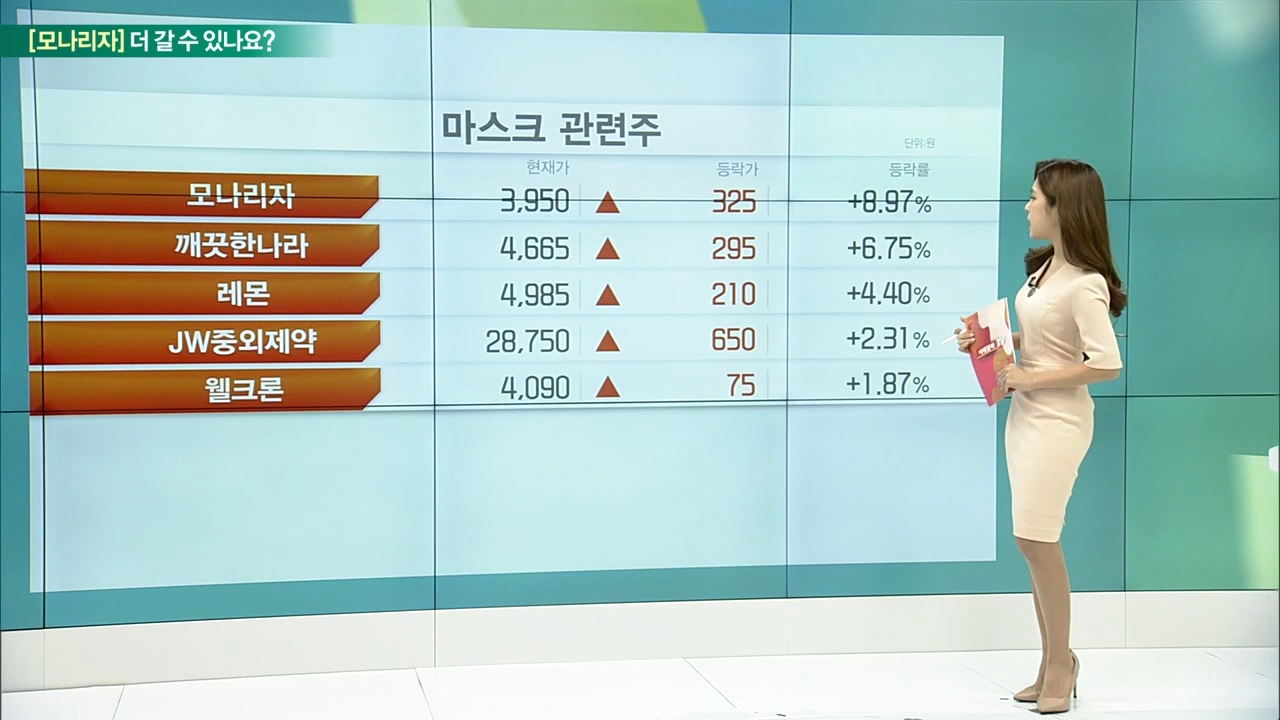 [모나리자] 더 갈 수 있나요?
마스크 관련주
단위:원
현재가 등락가 등락률
모나리자 3,950 ▲ 325 +8.97%
깨끗한나라 4,665 ▲ 295 +6.75%
레몬 4,985 ▲ 210 +4.40%
JW중외제약 28,750 ▲ 650 +2.31%
웰크론 4,090 ▲ 75 +1.87%